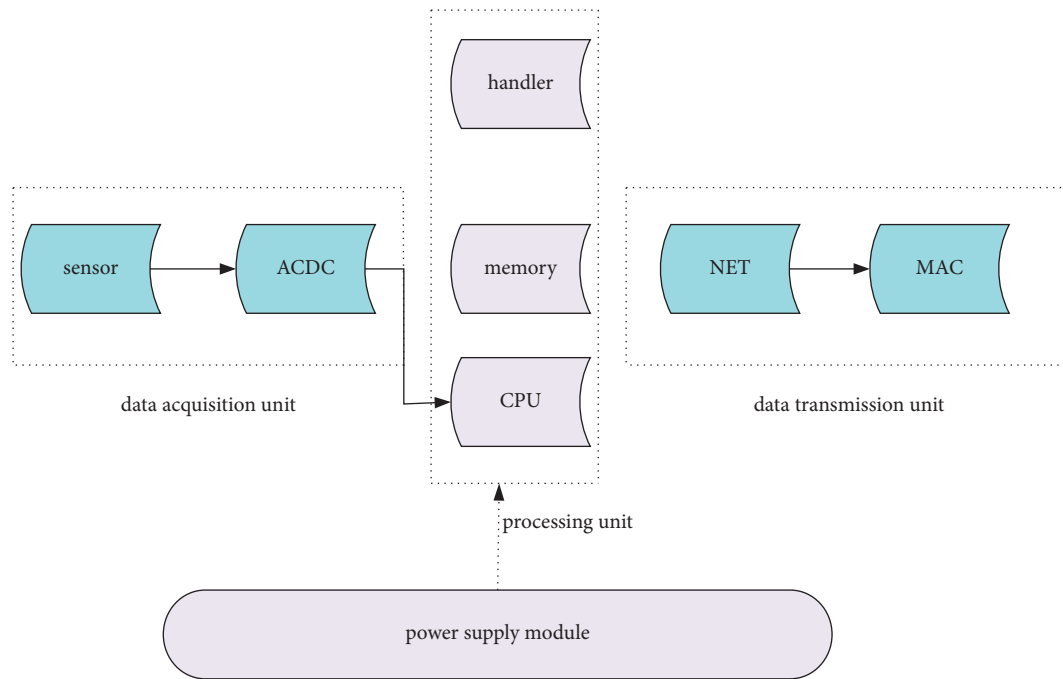 handler
sensor
ACDC
memory
NET
MAC
CPU
data acquisition unit
data transmission unit
processing unit
power supply module